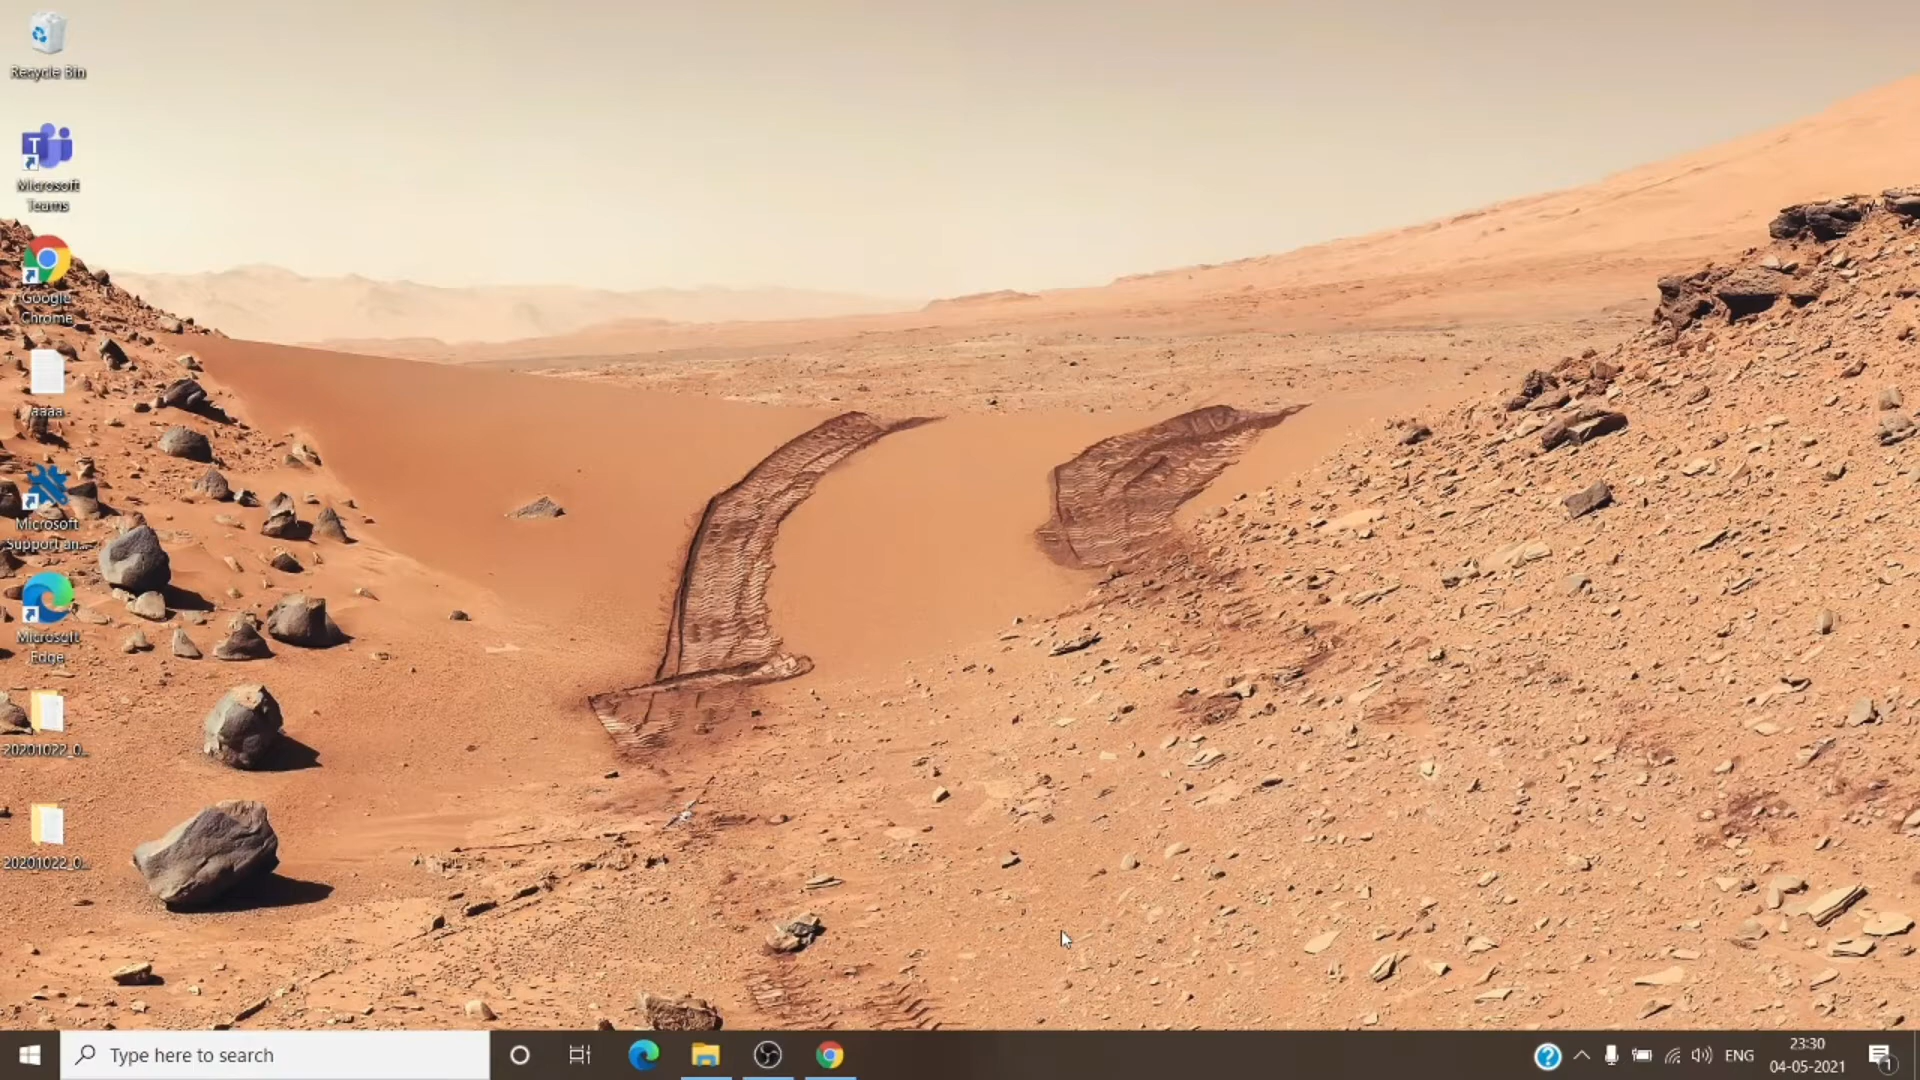 Recycle Bin
Microsoft
Teams
Google
Chrome
aaaa
Microsoft
Support an...
Microsoft
Edge
20201022_0...
20201022_0...
Type here to search
ENG
23:30
04-05-2021
1